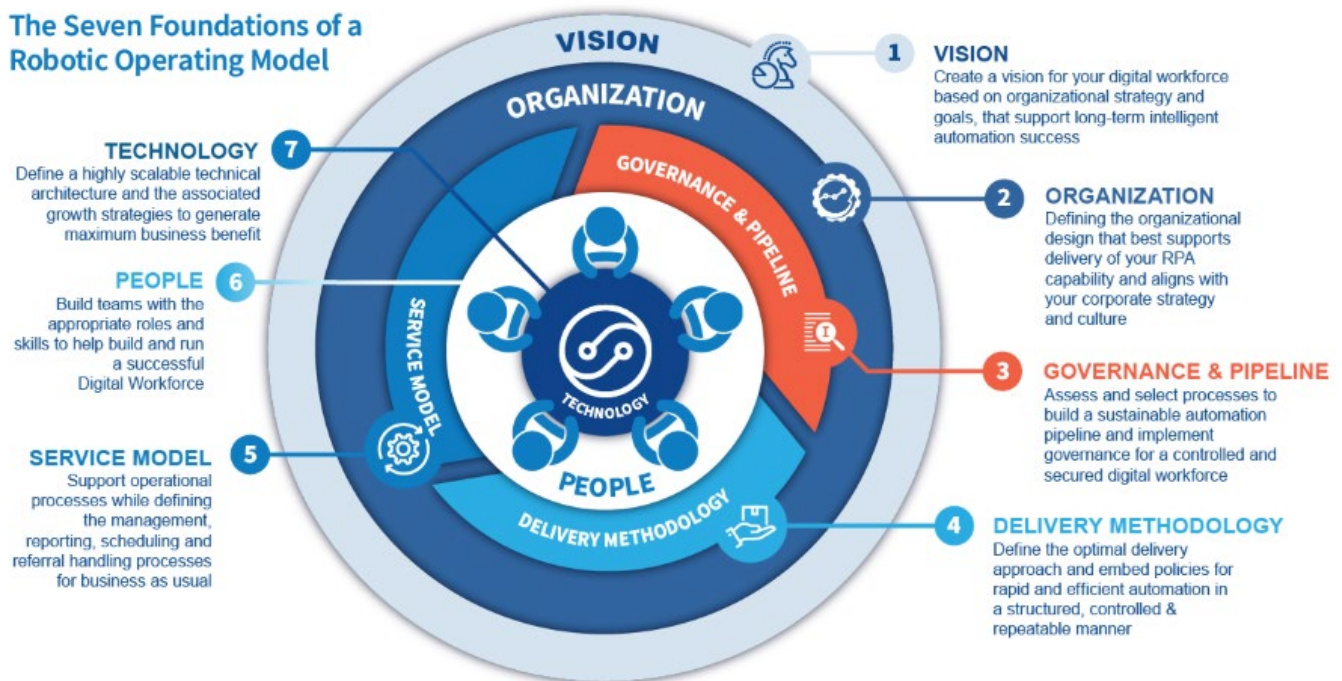 The Seven Foundations of a
Robotic Operating Model
VISION
ORGANIZATION
GOVERNANCE & PIPELINE
DELIVERY METHODOLOGY
SERVICE MODEL
PEOPLE
TECHNOLOGY
1
VISION
Create a vision for your digital workforce
based on organizational strategy and
goals, that support long-term intelligent
automation success
2
ORGANIZATION
Defining the organizational
design that best supports
delivery of your RPA
capability and aligns with
your corporate strategy
and culture
I
3
GOVERNANCE & PIPELINE
Assess and select processes to
build a sustainable automation
pipeline and implement
governance for a controlled and
secured digital workforce
4
DELIVERY METHODOLOGY
Define the optimal delivery
approach and embed policies for
rapid and efficient automation in
a structured, controlled &
repeatable manner
SERVICE MODEL
5
Support operational
processes while defining
the management,
reporting, scheduling and
referral handling processes
for business as usual
PEOPLE
6
Build teams with the
appropriate roles and
skills to help build and run
a successful
Digital Workforce
TECHNOLOGY
7
Define a highly scalable technical
architecture and the associated
growth strategies to generate
maximum business benefit